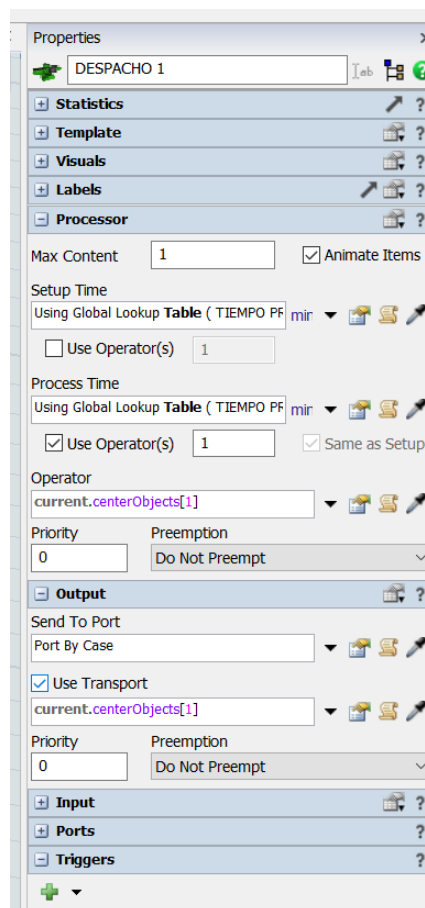 Properties
DESPACHO 1
Statistics ?
Template ?
Visuals ?
Labels ?
Processor ?
Max Content 1 Animate Items
Setup Time
Using Global Lookup Table ( TIEMPO PF min
Use Operator(s) 1
Process Time
Using Global Lookup Table ( TIEMPO PF min
Use Operator(s) 1 Same as Setup
Operator
current.centerObjects[1]
Priority Preemption
0 Do Not Preempt
Output ?
Send To Port
Port By Case
Use Transport
current.centerObjects[1]
Priority Preemption
0 Do Not Preempt
Input ?
Ports ?
Triggers ?